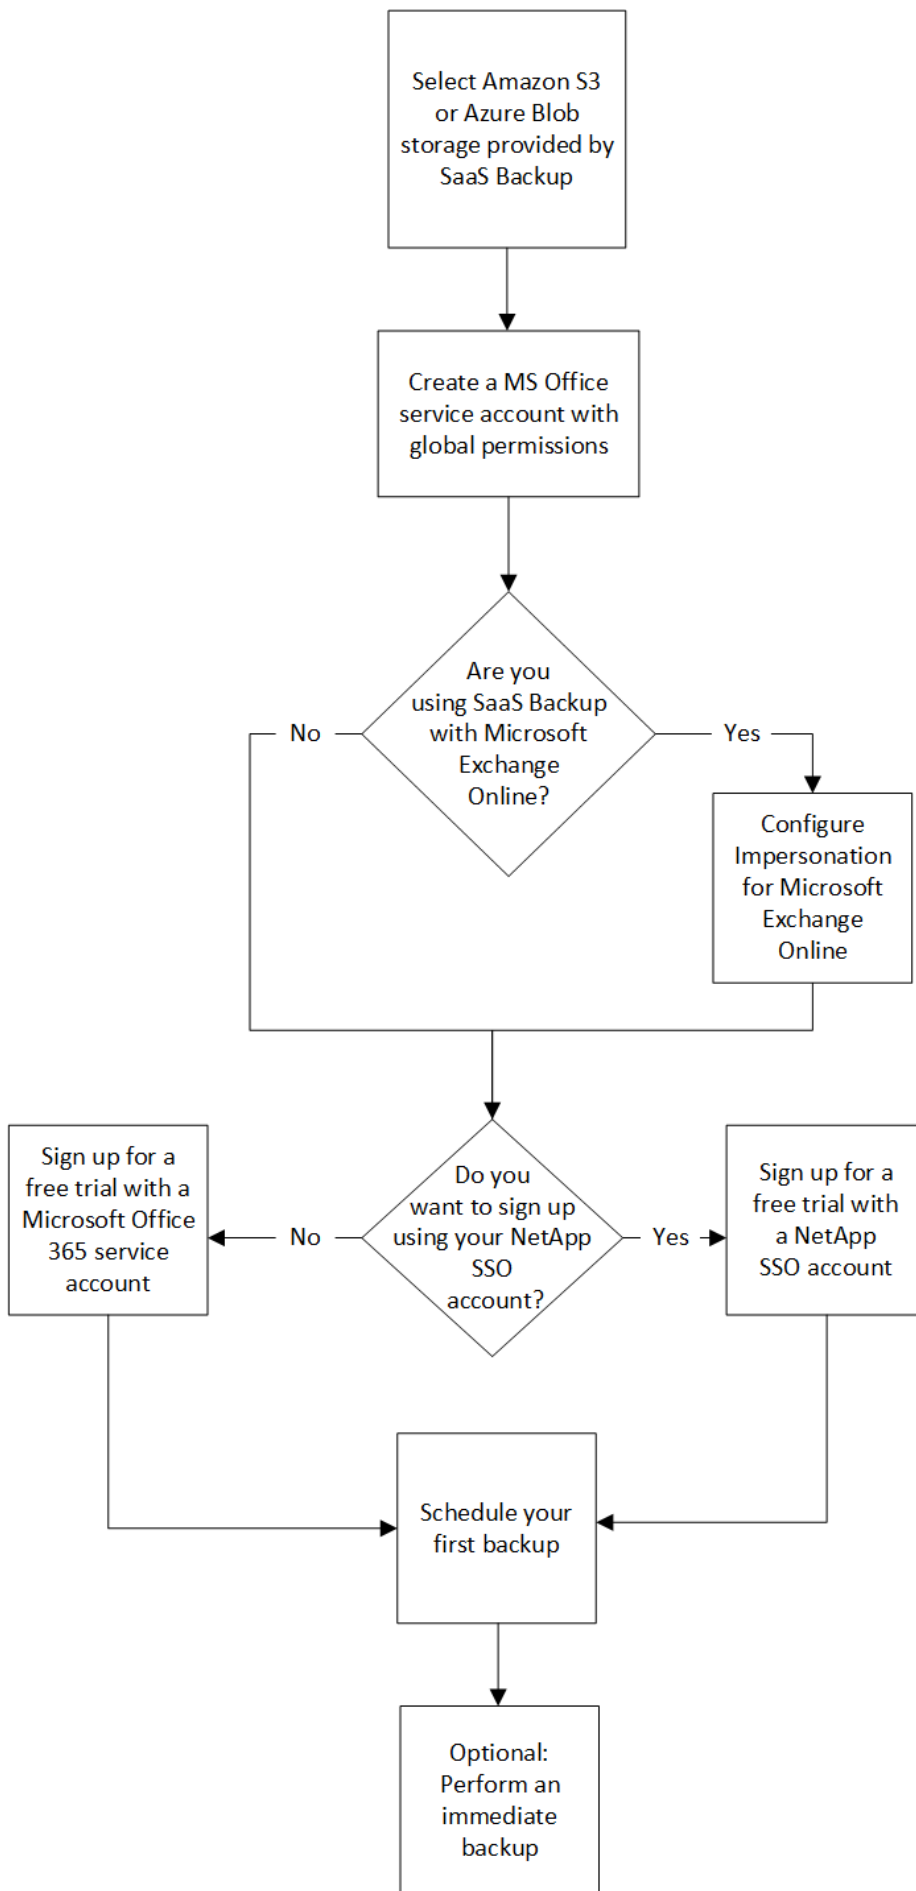 Select Amazon S3
or Azure Blob
storage provided by
SaaS Backup
Create a MS Office
service account with
global permissions
Are you
using SaaS Backup
with Microsoft
Exchange
Online?
No
Yes
Configure
Impersonation
for Microsoft
Exchange
Online
Sign up for a
free trial with a
Microsoft Office
365 service
account
No
Do you
want to sign up
using your NetApp
SSO
account?
Yes
Sign up for a
free trial with
a NetApp
SSO account
Schedule your
first backup
Optional:
Perform an
immediate
backup